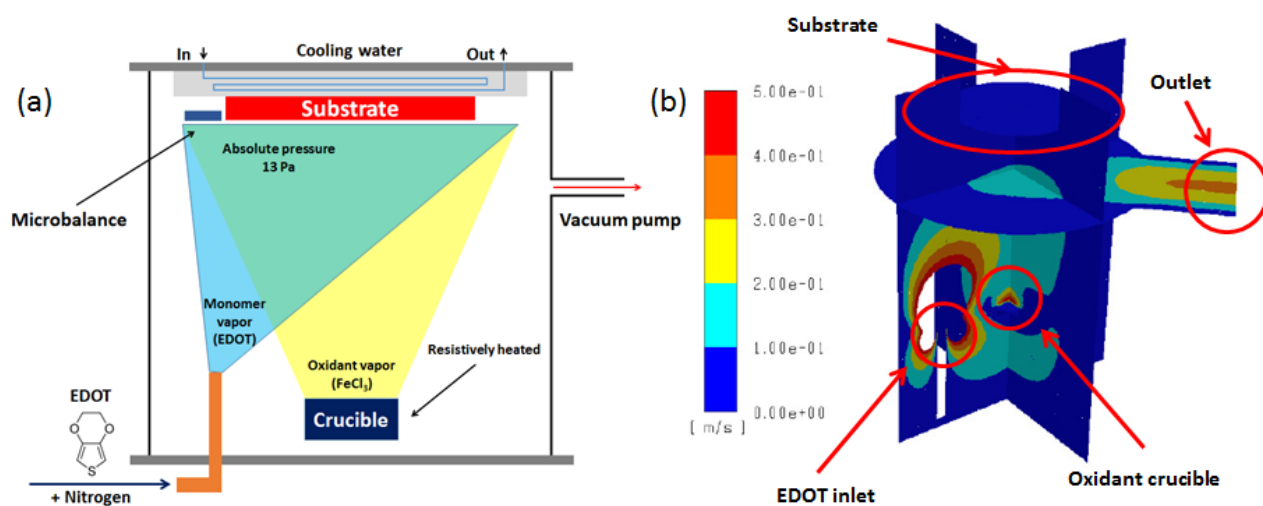 (a)
In
Cooling water
Out
Substrate
Absolute pressure
13 Pa
Microbalance
Vacuum pump
Monomer
vapor
(EDOT)
Oxidant vapor
(FeCl3)
Resistively heated
Crucible
EDOT
O
O
S
+ Nitrogen
(b)
Substrate
Outlet
5.00e-01
4.00e-01
3.00e-01
2.00e-01
1.00e-01
0.00e+00
[ m/s ]
EDOT inlet
Oxidant crucible